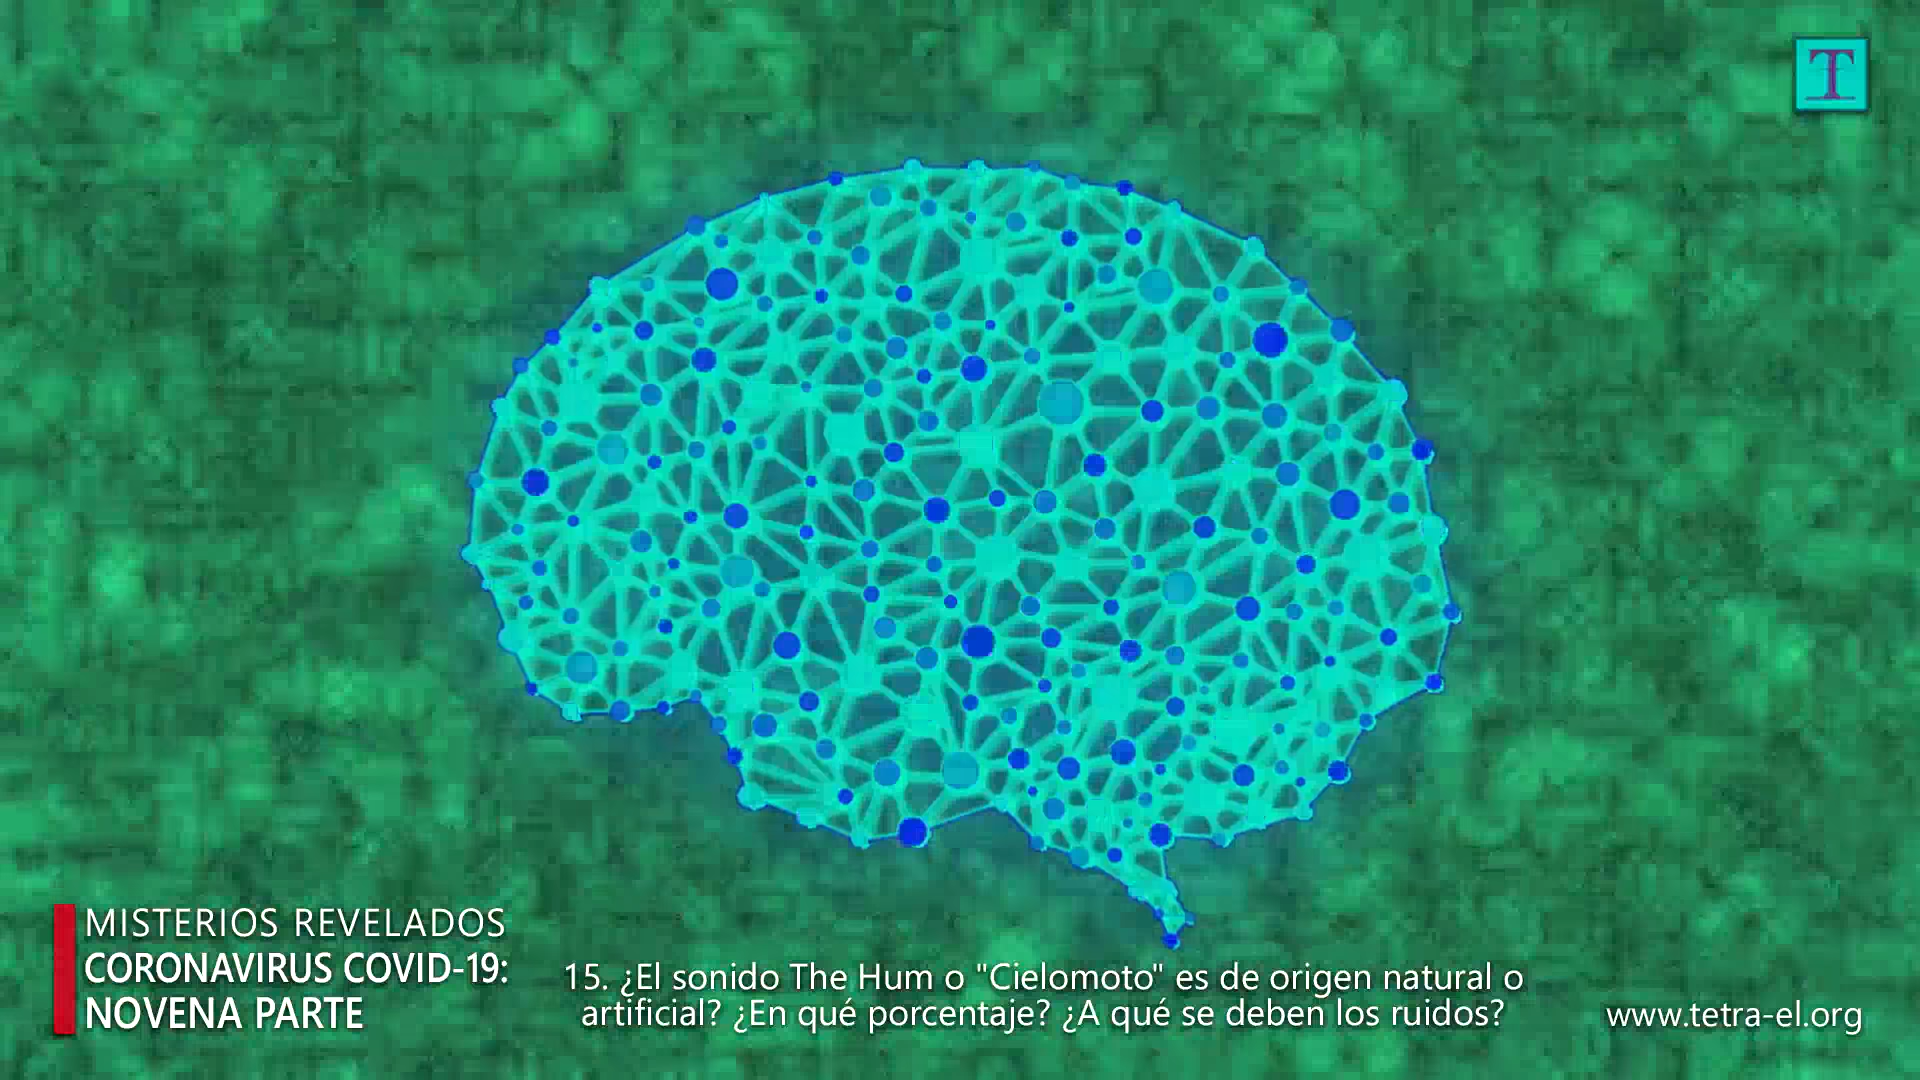 T
MISTERIOS REVELADOS
CORONAVIRUS COVID-19:
NOVENA PARTE
15. ¿El sonido The Hum o "Cielomoto" es de origen natural o
artificial? ¿En qué porcentaje? ¿A qué se deben los ruidos?
www.tetra-el.org